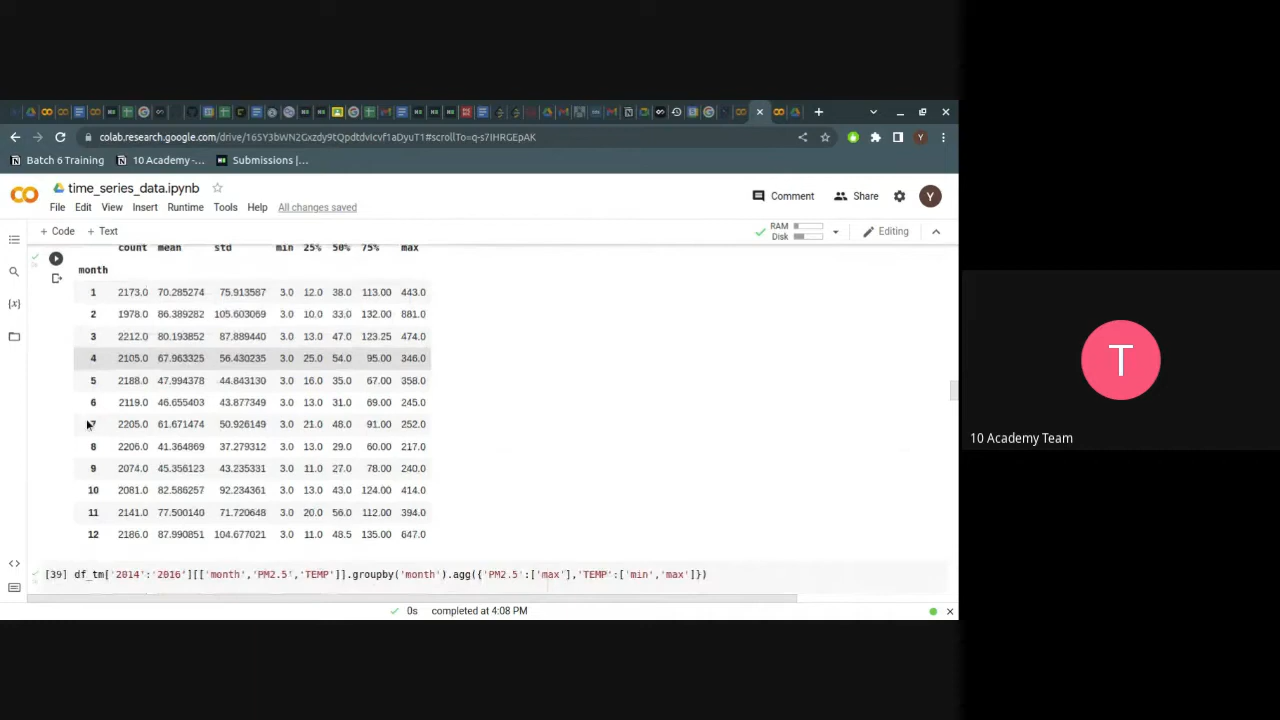 colab.research.google.com/drive/165Y3bWN2Gxzdy9tQpdtdvIcvf1aDyuT1#scrollTo=q-s7IHRGEpAK
Batch 6 Training
10 Academy -...
Submissions |...
time_series_data.ipynb
Comment
Share
Y
File Edit View Insert Runtime Tools Help All changes saved
+ Code + Text
RAM
Disk
Editing
count mean std min 25% 50% 75% max
month
1 2173.0 70.285274 75.913587 3.0 12.0 38.0 113.00 443.0
2 1978.0 86.389282 105.603069 3.0 10.0 33.0 132.00 881.0
3 2212.0 80.193852 87.889440 3.0 13.0 47.0 123.25 474.0
4 2105.0 67.963325 56.430235 3.0 25.0 54.0 95.00 346.0
5 2188.0 47.994378 44.843130 3.0 16.0 35.0 67.00 358.0
6 2119.0 46.655403 43.877349 3.0 13.0 31.0 69.00 245.0
7 2205.0 61.671474 50.926149 3.0 21.0 48.0 91.00 252.0
8 2206.0 41.364869 37.279312 3.0 13.0 29.0 60.00 217.0
9 2074.0 45.356123 43.235331 3.0 11.0 27.0 78.00 240.0
10 2081.0 82.586257 92.234361 3.0 13.0 43.0 124.00 414.0
11 2141.0 77.500140 71.720648 3.0 20.0 56.0 112.00 394.0
12 2186.0 87.990851 104.677021 3.0 11.0 48.5 135.00 647.0
[39] df_tm['2014':'2016'][['month','PM2.5','TEMP']].groupby('month').agg({'PM2.5':['max'],'TEMP':['min','max']})
0s completed at 4:08 PM
T
10 Academy Team